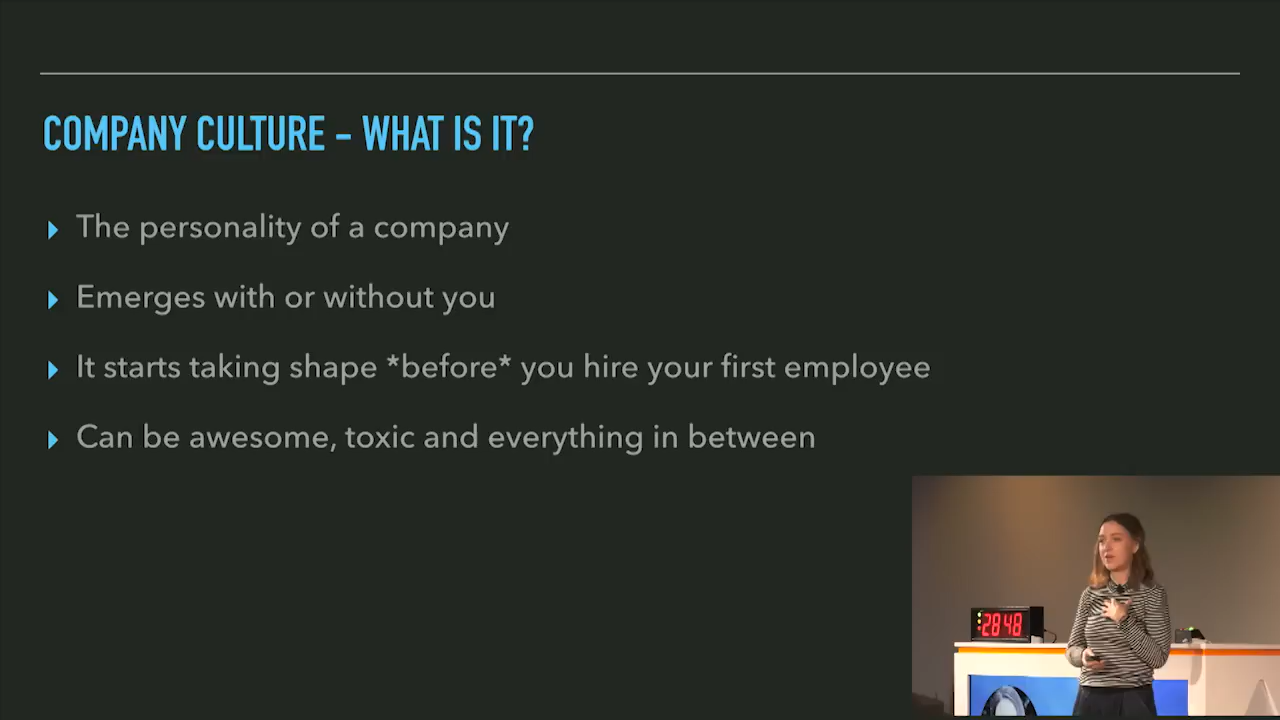 COMPANY CULTURE – WHAT IS IT?
The personality of a company
Emerges with or without you
It starts taking shape *before* you hire your first employee
Can be awesome, toxic and everything in between
28 48